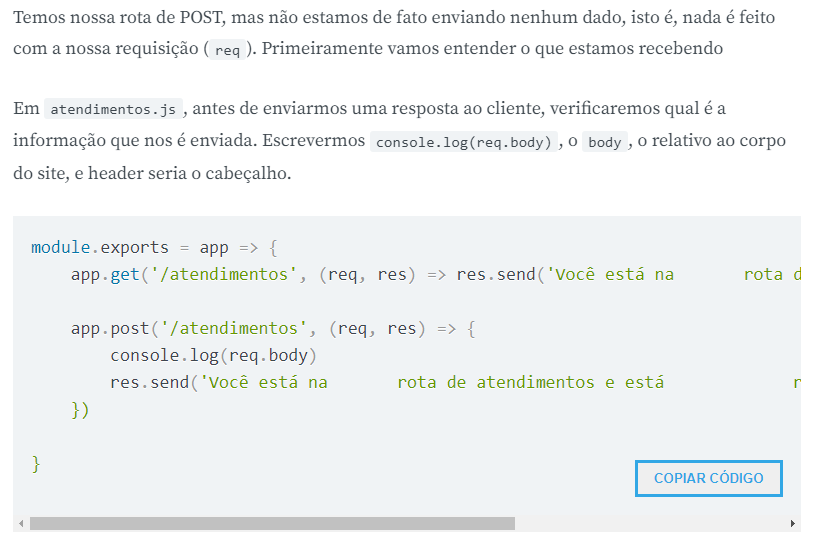 Temos nossa rota de POST, mas não estamos de fato enviando nenhum dado, isto é, nada é feito
com a nossa requisição ( req ). Primeiramente vamos entender o que estamos recebendo
Em atendimentos.js , antes de enviarmos uma resposta ao cliente, verificaremos qual é a
informação que nos é enviada. Escrevermos console.log(req.body) , o body , o relativo ao corpo
do site, e header seria o cabeçalho.
module.exports = app => {
    app.get('/atendimentos', (req, res) => res.send('Você está na       rota d
    app.post('/atendimentos', (req, res) => {
        console.log(req.body)
        res.send('Você está na       rota de atendimentos e está             r
    })
}
COPIAR CÓDIGO